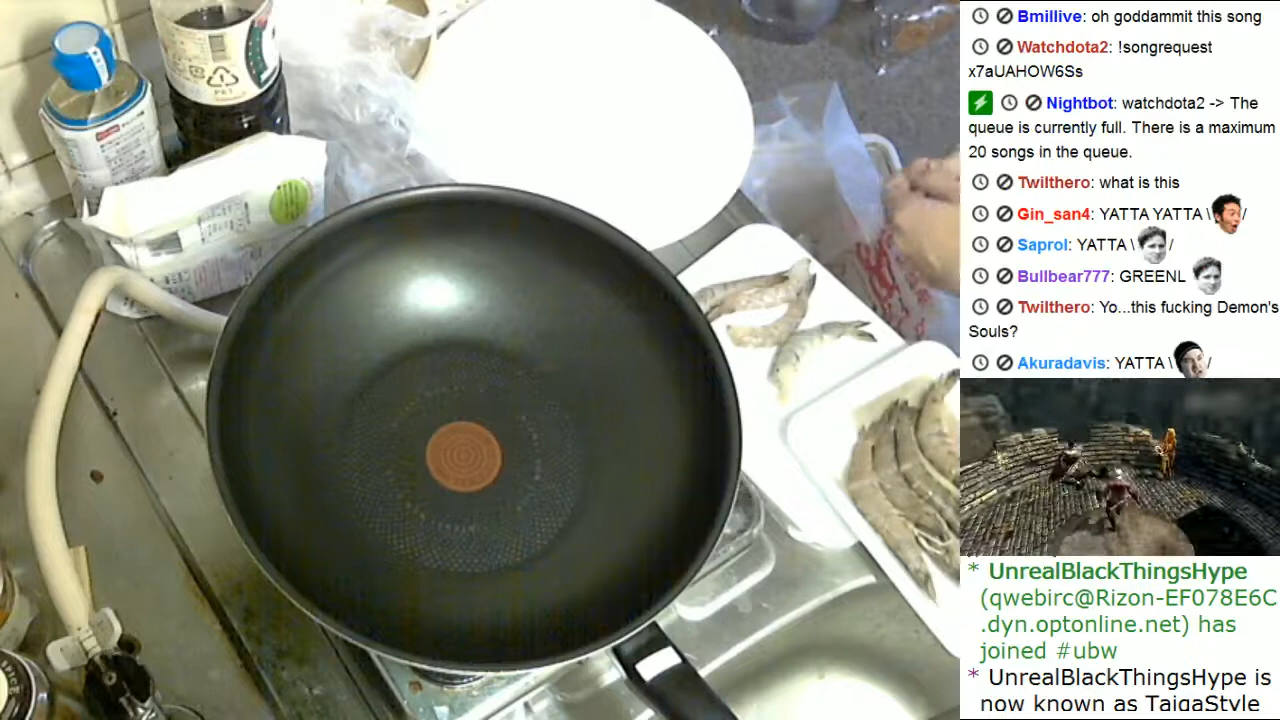 Bmillive: oh goddammit this song
Watchdota2: !songrequest
x7aUAHOW6Ss
Nightbot: watchdota2 -> The
queue is currently full. There is a maximum
20 songs in the queue.
Twilthero: what is this
Gin_san4: YATTA YATTA \ /
Saprol: YATTA \ /
Bullbear777: GREENL
Twilthero: Yo...this fucking Demon's
Souls?
Akuradavis: YATTA \ /
* UnrealBlackThingsHype
(qwebirc@Rizon-EF078E6C
.dyn.optonline.net) has
joined #ubw
* UnrealBlackThingsHype is
now known as TaigaStyle